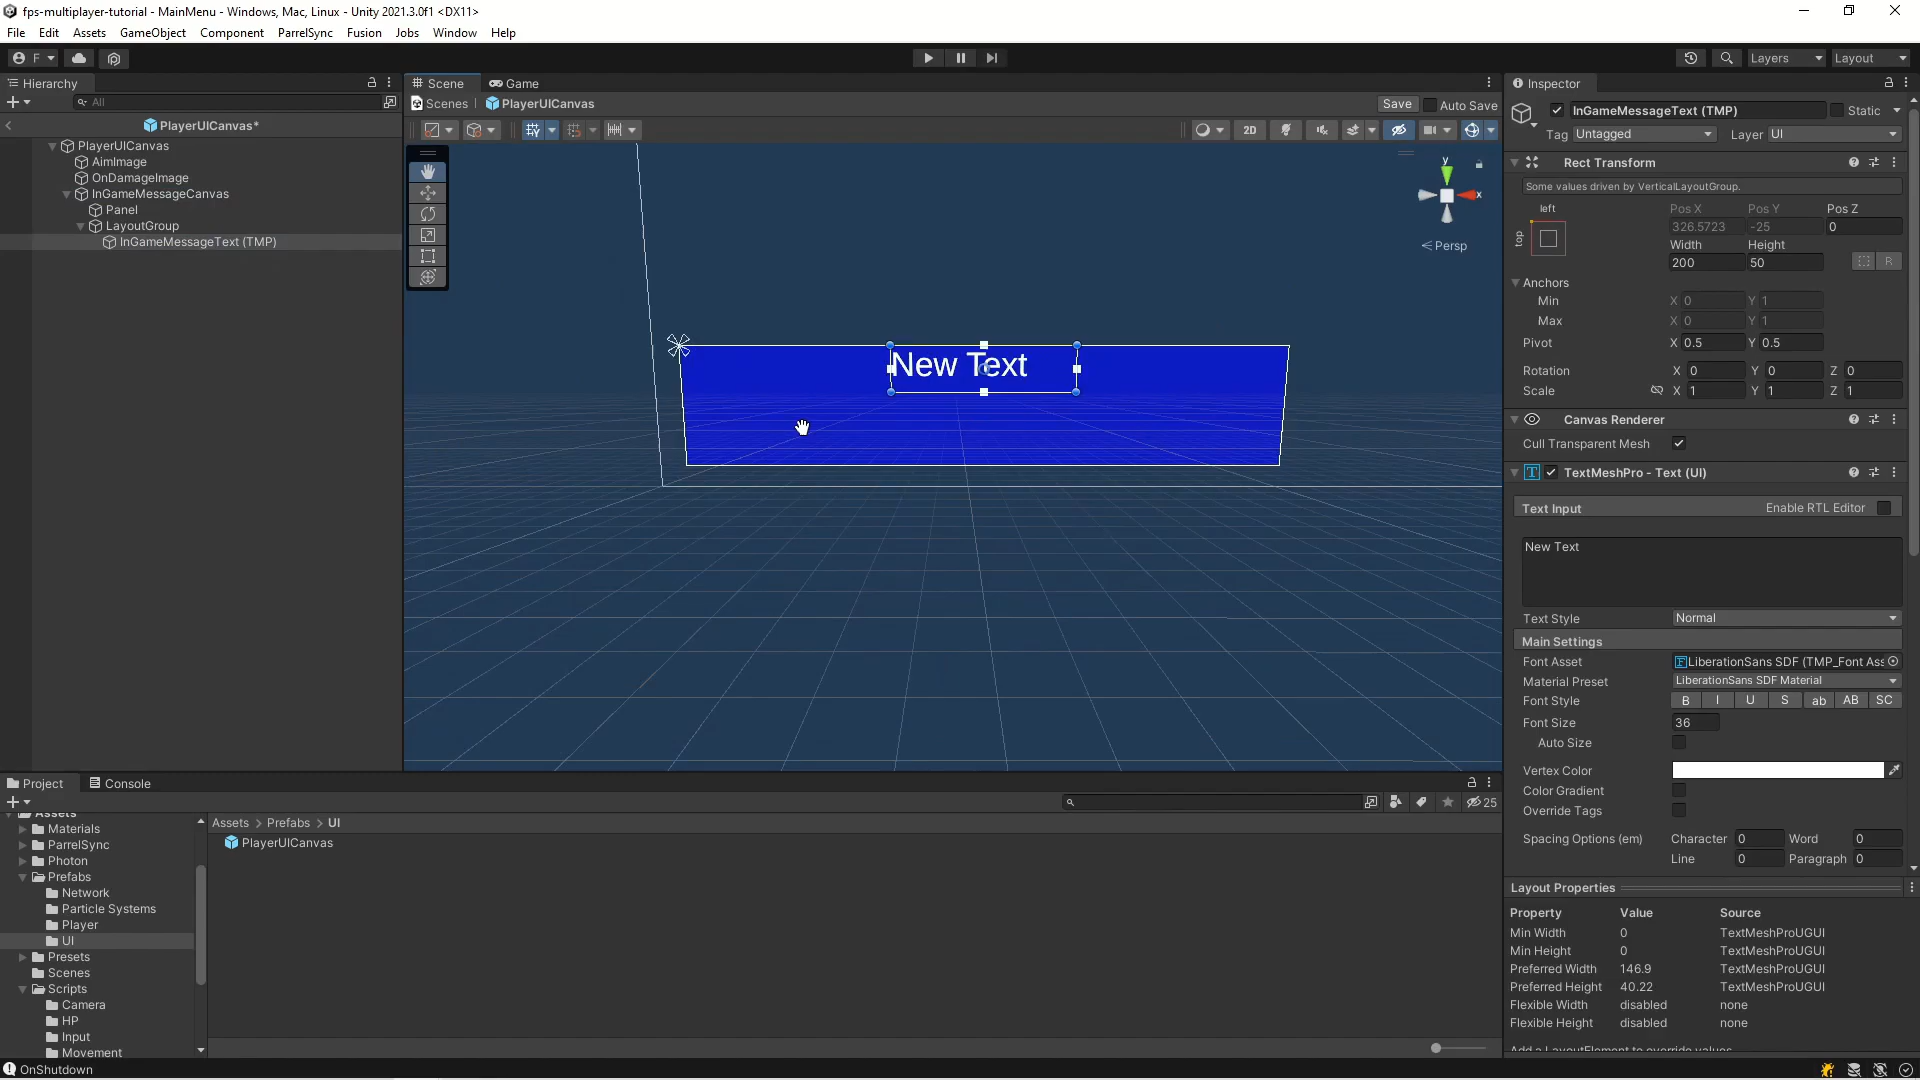 fps-multiplayer-tutorial - MainMenu - Windows, Mac, Linux - Unity 2021.3.0f1 <DX11>
File Edit Assets GameObject Component ParrelSync Fusion Jobs Window Help
F Layers Layout
Hierarchy Scene Game Inspector
All
Scenes PlayerUICanvas Save Auto Save
PlayerUICanvas*
PlayerUICanvas
AimImage
OnDamageImage
InGameMessageCanvas
Panel
LayoutGroup
InGameMessageText (TMP)
2D
y
x
Persp
New Text
InGameMessageText (TMP) Static
Tag Untagged Layer UI
Rect Transform
Some values driven by VerticalLayoutGroup.
left Pos X Pos Y Pos Z
top 326.5723 -25 0
Width Height
200 50 R
Anchors
Min X 0 Y 1
Max X 0 Y 1
Pivot X 0.5 Y 0.5
Rotation X 0 Y 0 Z 0
Scale X 1 Y 1 Z 1
Canvas Renderer
Cull Transparent Mesh
TextMeshPro - Text (UI)
Text Input Enable RTL Editor
New Text
Text Style Normal
Main Settings
Font Asset LiberationSans SDF (TMP_Font Ass
Material Preset LiberationSans SDF Material
Font Style B I U S ab AB SC
Font Size 36
Auto Size
Vertex Color
Color Gradient
Override Tags
Spacing Options (em) Character 0 Word 0
Line 0 Paragraph 0
Layout Properties
Property Value Source
Min Width 0 TextMeshProUGUI
Min Height 0 TextMeshProUGUI
Preferred Width 146.9 TextMeshProUGUI
Preferred Height 40.22 TextMeshProUGUI
Flexible Width disabled none
Flexible Height disabled none
Add a LayoutElement to override values
Project Console
25
Assets
Materials
ParrelSync
Photon
Prefabs
Network
Particle Systems
Player
UI
Presets
Scenes
Scripts
Camera
HP
Input
Movement
Assets > Prefabs > UI
PlayerUICanvas
OnShutdown